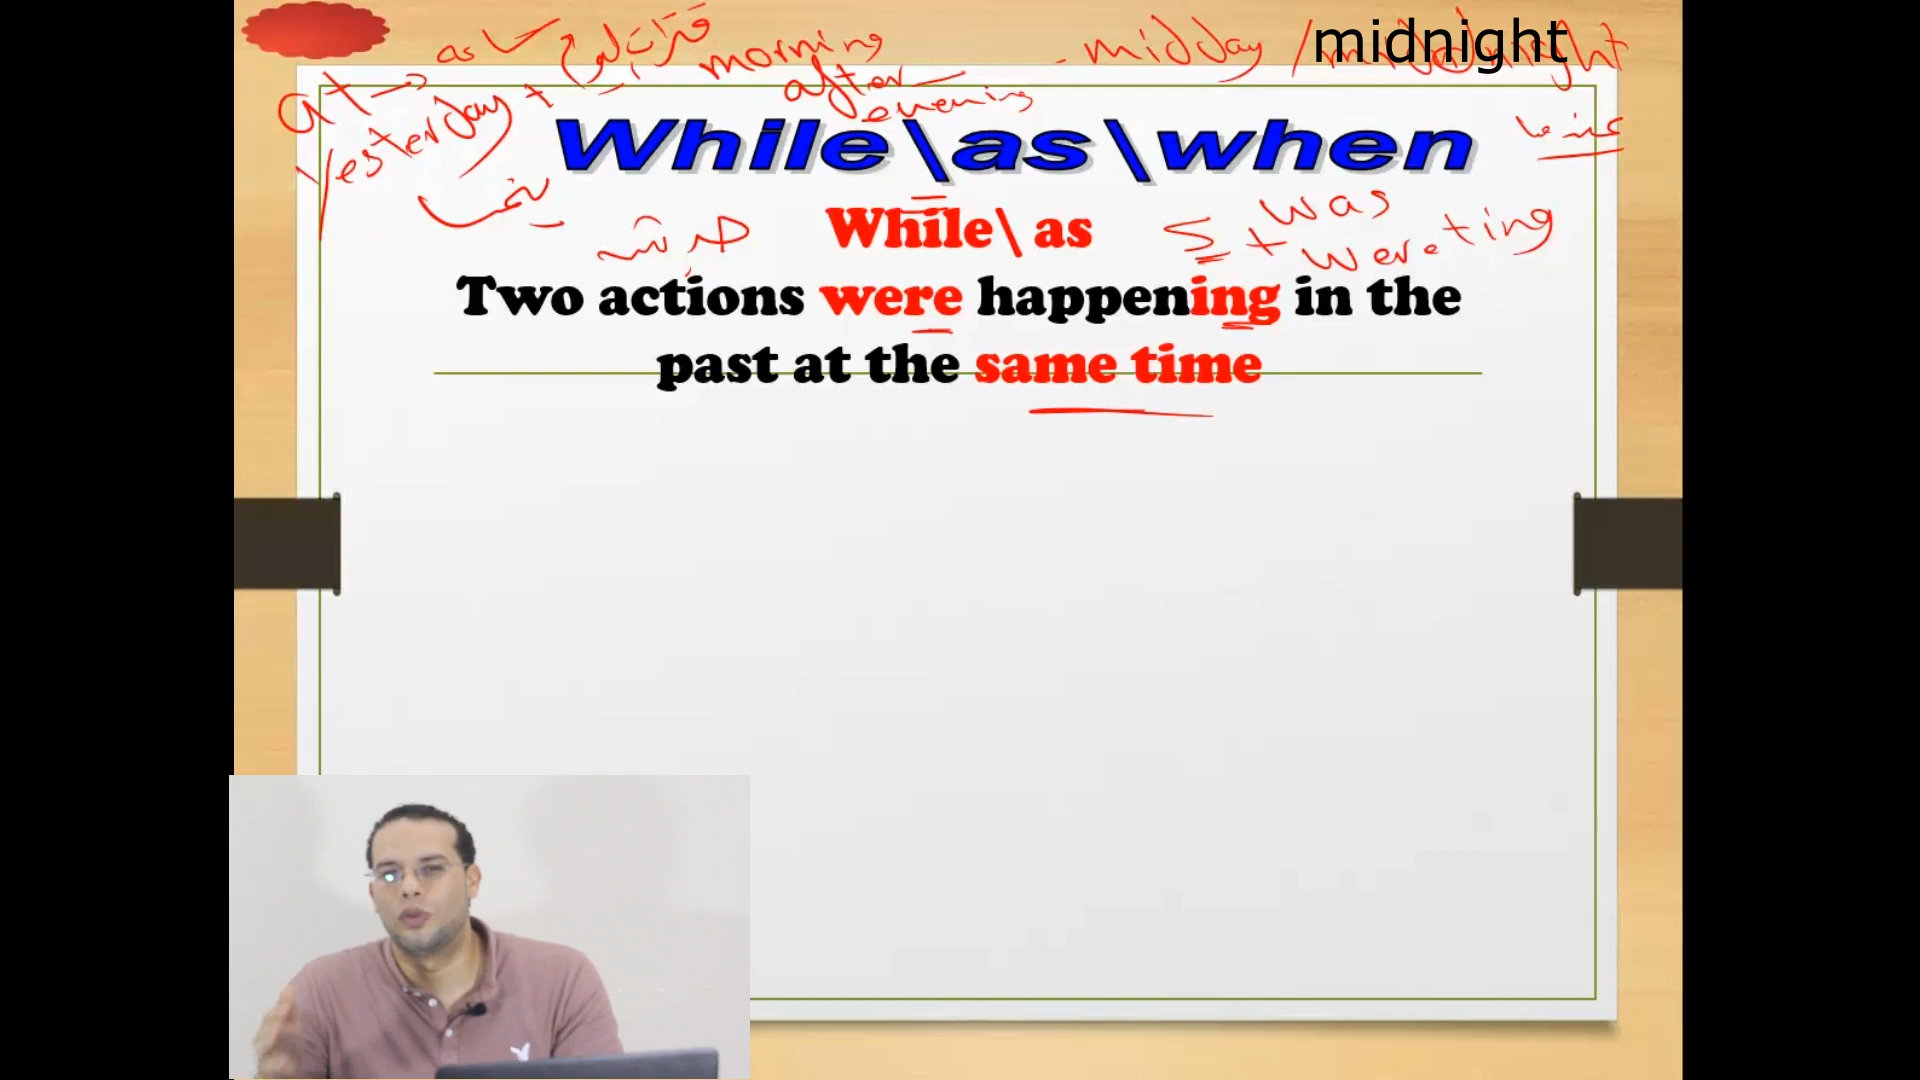 as
morning
midday / midnight
at →
after
yesterday +
evening
While\as\when
While\ as
was
S + were + ing
Two actions were happening in the
past at the same time